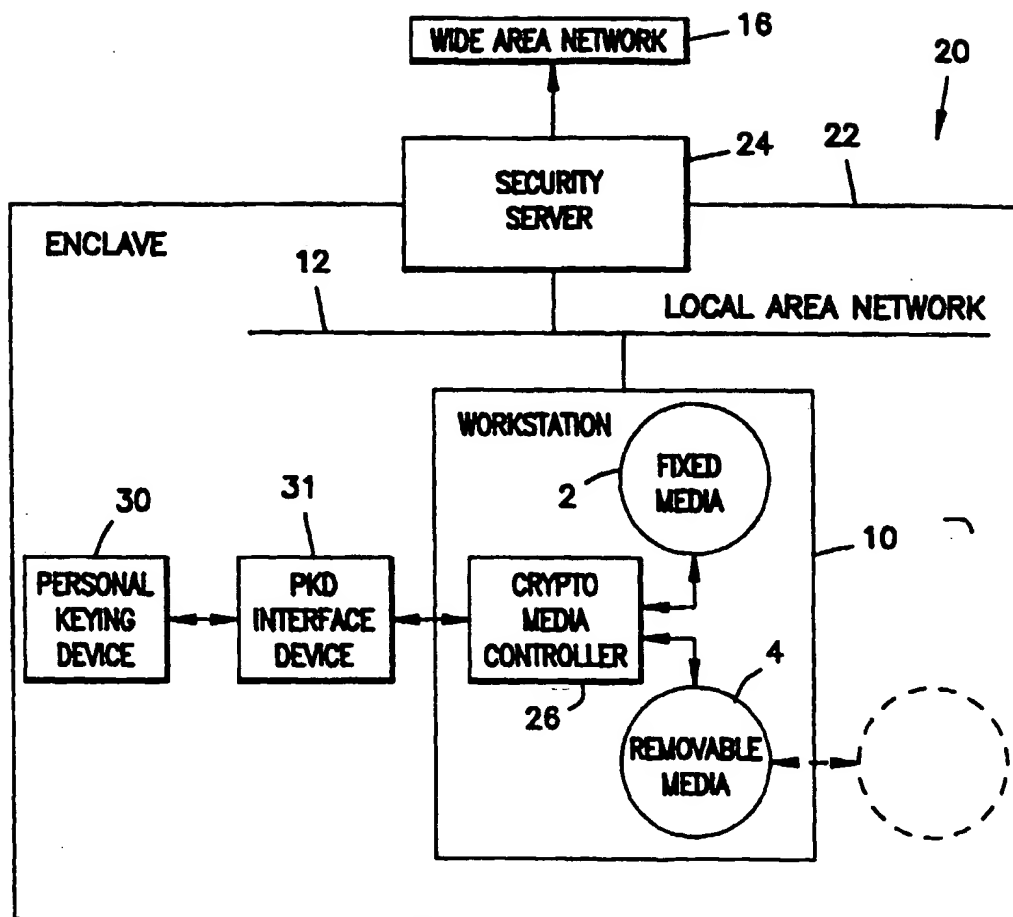 WIDE AREA NETWORK
16
20
SECURITY
SERVER
24
22
ENCLAVE
12
LOCAL AREA NETWORK
WORKSTATION
FIXED
MEDIA
2
10
30
31
PERSONAL
KEYING
DEVICE
PKD
INTERFACE
DEVICE
CRYPTO
MEDIA
CONTROLLER
26
4
REMOVABLE
MEDIA